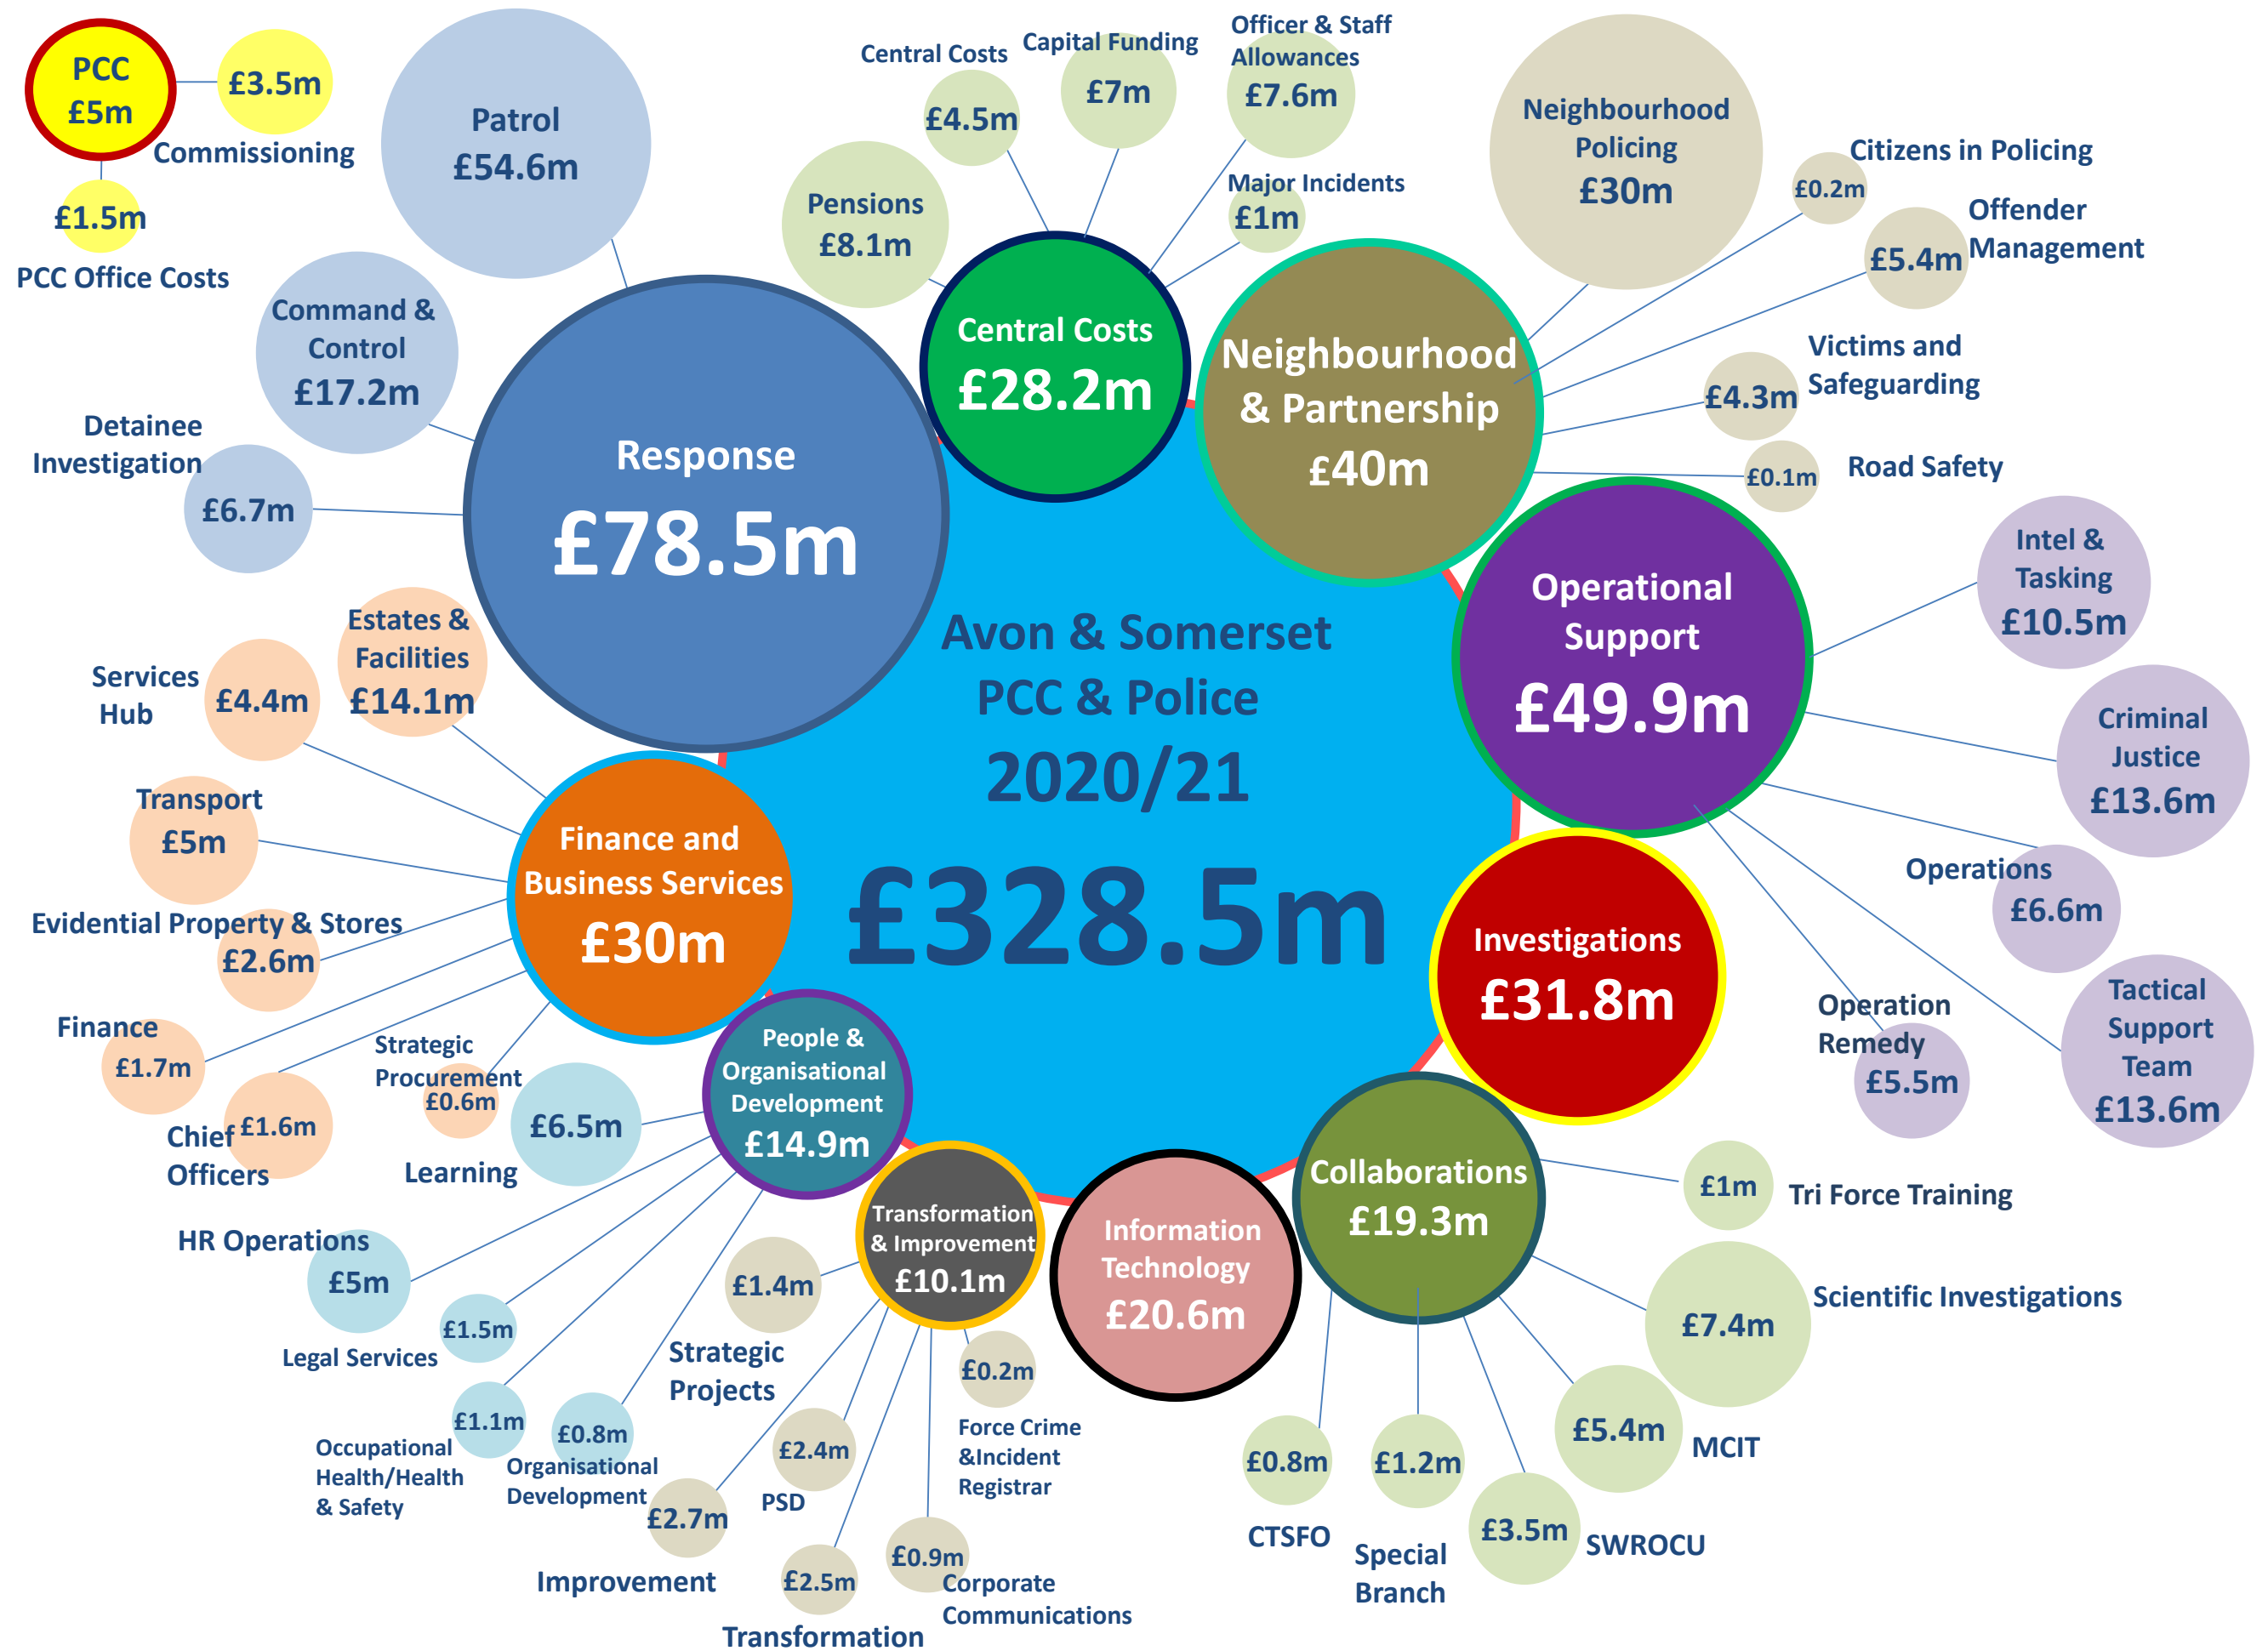 PCC
£5m
£3.5m
Commissioning
£1.5m
PCC Office Costs
Patrol
£54.6m
Command &
Control
£17.2m
Detainee
Investigation
£6.7m
Response
£78.5m
Central Costs
£4.5m
Capital Funding
£7m
Officer & Staff
Allowances
£7.6m
Pensions
£8.1m
Major Incidents
£1m
Central Costs
£28.2m
Neighbourhood
Policing
£30m
Citizens in Policing
£0.2m
Offender
Management
£5.4m
Victims and
Safeguarding
£4.3m
Road Safety
£0.1m
Neighbourhood
& Partnership
£40m
Operational
Support
£49.9m
Intel &
Tasking
£10.5m
Criminal
Justice
£13.6m
Operations
£6.6m
Tactical
Support
Team
£13.6m
Operation
Remedy
£5.5m
Avon & Somerset
PCC & Police
2020/21
£328.5m
Investigations
£31.8m
Estates &
Facilities
£14.1m
Services
Hub
£4.4m
Transport
£5m
Evidential Property & Stores
£2.6m
Finance
£1.7m
Chief
Officers
£1.6m
Strategic
Procurement
£0.6m
Finance and
Business Services
£30m
People &
Organisational
Development
£14.9m
£6.5m
Learning
HR Operations
£5m
£1.5m
Legal Services
£1.1m
Occupational
Health/Health
& Safety
£0.8m
Organisational
Development
Transformation
& Improvement
£10.1m
£1.4m
Strategic
Projects
£2.7m
Improvement
£2.4m
PSD
£2.5m
Transformation
£0.9m
Corporate
Communications
£0.2m
Force Crime
&Incident
Registrar
Information
Technology
£20.6m
Collaborations
£19.3m
£1m
Tri Force Training
£7.4m
Scientific Investigations
£5.4m
MCIT
£3.5m
SWROCU
£1.2m
Special
Branch
£0.8m
CTSFO